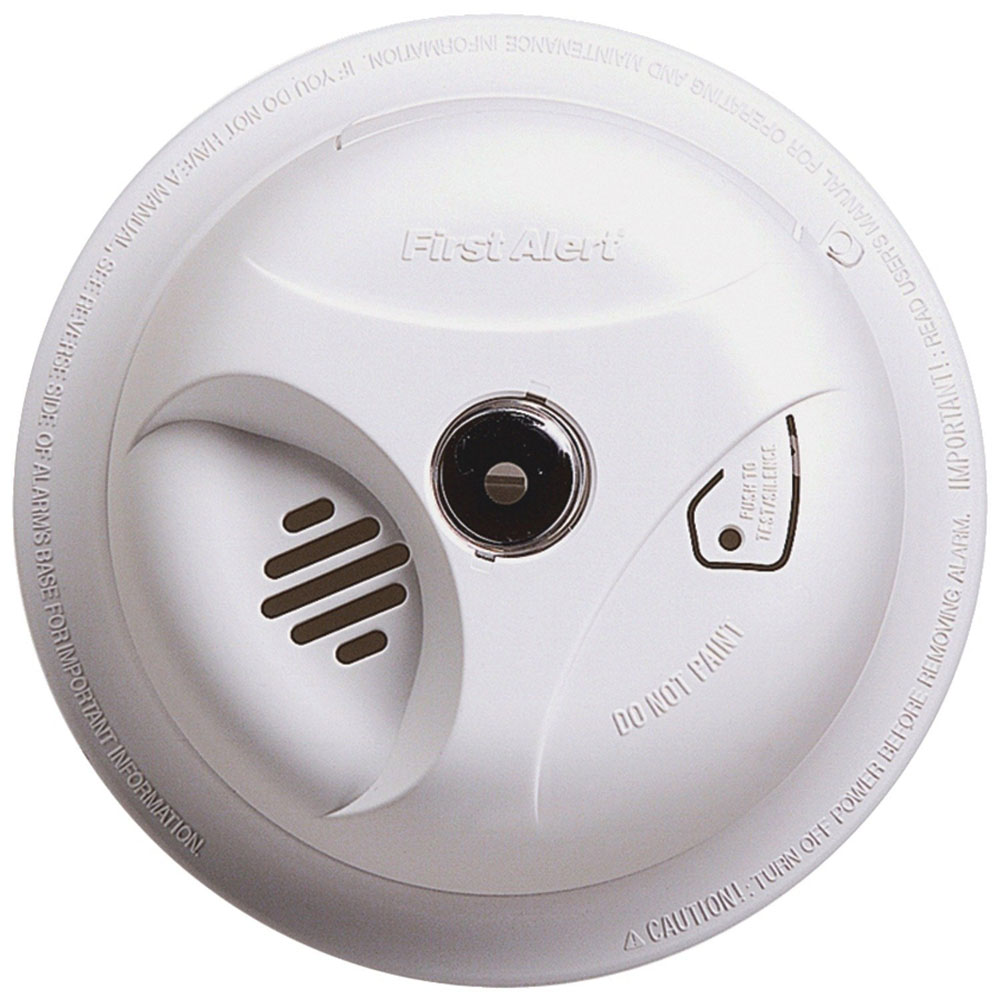 First Alert
PUSH TO
TEST/SILENCE
DO NOT PAINT
⚠ CAUTION! : TURN OFF POWER BEFORE REMOVING ALARM. IMPORTANT! : READ USER'S MANUAL FOR OPERATING AND MAINTENANCE INFORMATION. IF YOU DO NOT HAVE A MANUAL, SEE REVERSE SIDE OF ALARMS BASE FOR IMPORTANT INFORMATION.